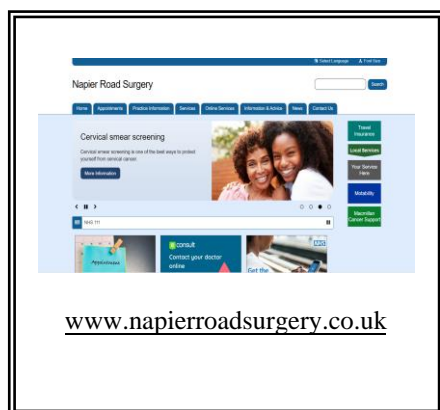 Select Language Font Size
Napier Road Surgery
Search
Home Appointments Practice Information Services Online Services Information & Advice News Contact Us
Cervical smear screening
Cervical smear screening is one of the best ways to protect
yourself from cervical cancer.
More Information
Travel
Insurance
Local Services
Your Service
Here
Motability
Macmillan
Cancer Support
NHS 111
Appointment
consult
Contact your doctor
online
NHS
Get the
www.napierroadsurgery.co.uk